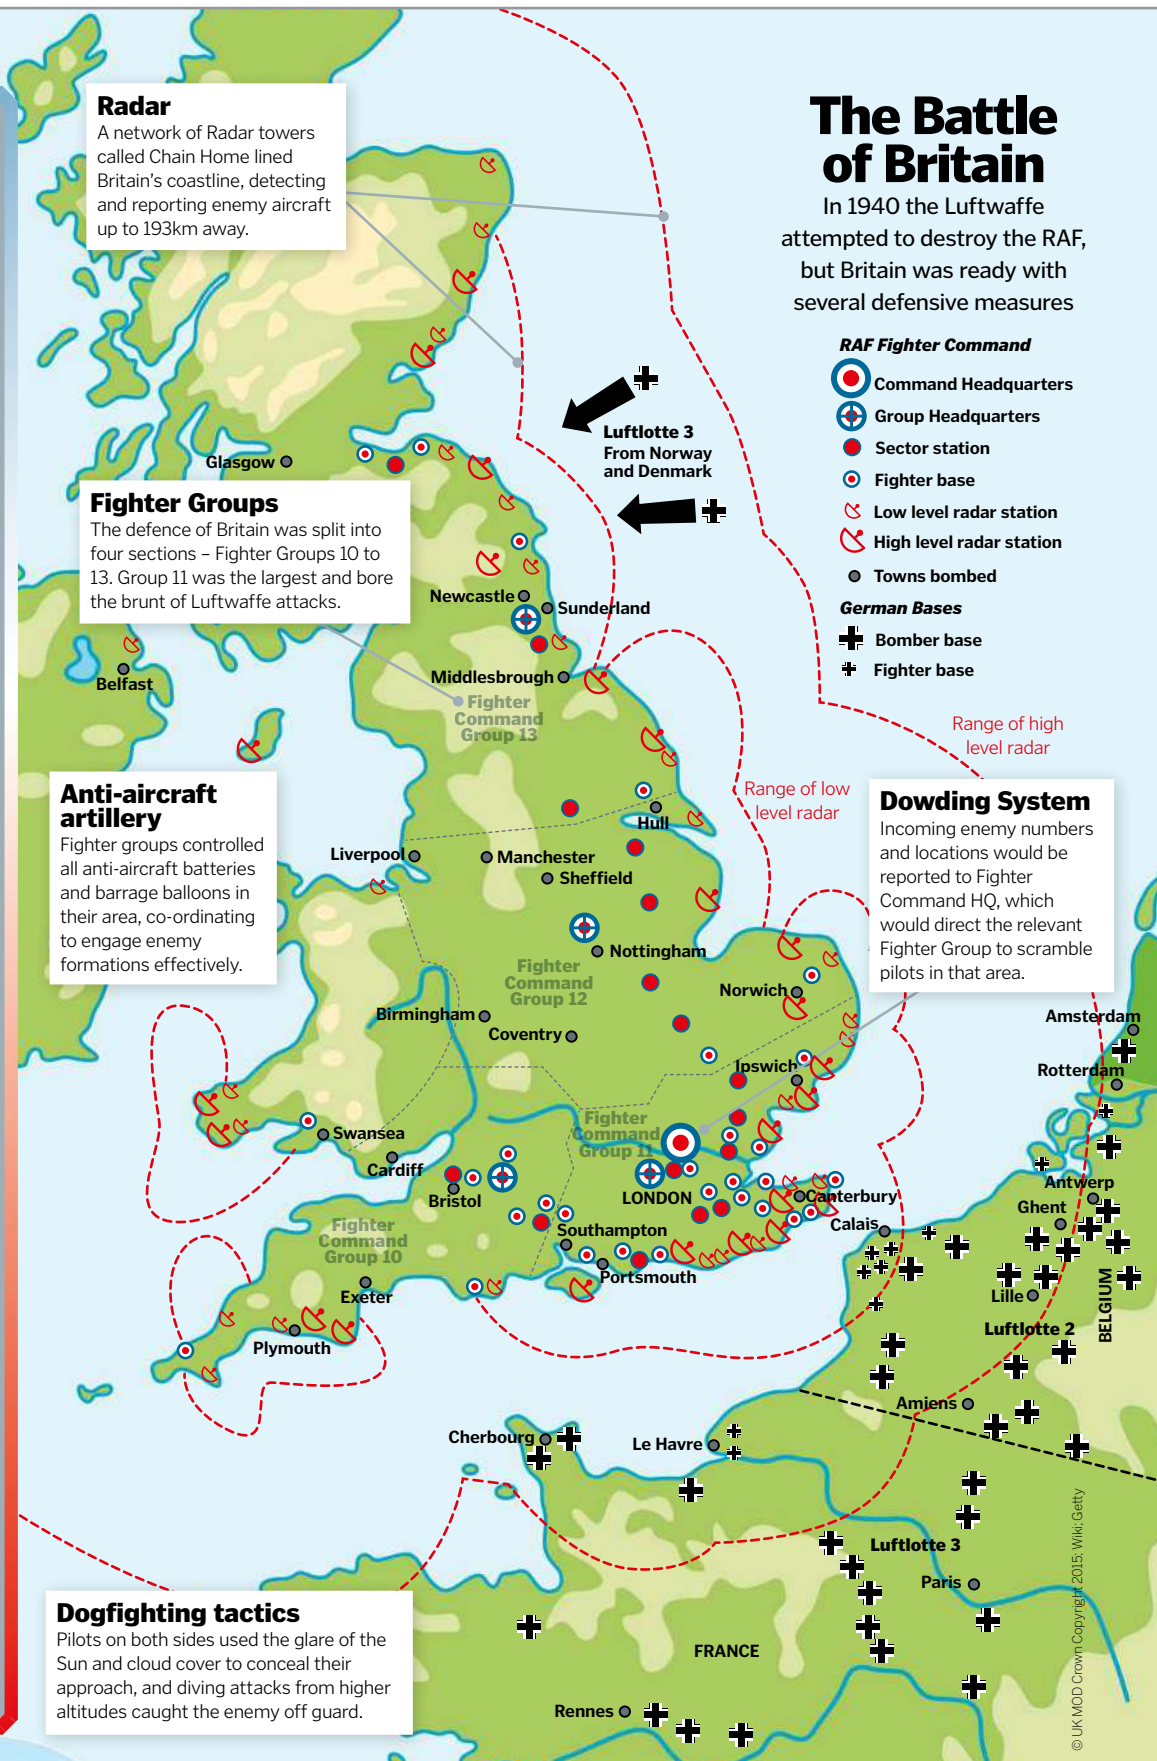 The Battle
of Britain
In 1940 the Luftwaffe
attempted to destroy the RAF,
but Britain was ready with
several defensive measures
Radar
A network of Radar towers
called Chain Home lined
Britain's coastline, detecting
and reporting enemy aircraft
up to 193km away.
RAF Fighter Command
Command Headquarters
Group Headquarters
Sector station
Fighter base
Low level radar station
High level radar station
Towns bombed
German Bases
Bomber base
Fighter base
Luftlotte 3
From Norway
and Denmark
Glasgow
Fighter Groups
The defence of Britain was split into
four sections – Fighter Groups 10 to
13. Group 11 was the largest and bore
the brunt of Luftwaffe attacks.
Newcastle
Sunderland
Belfast
Middlesbrough
Fighter
Command
Group 13
Range of high
level radar
Range of low
level radar
Anti-aircraft
artillery
Fighter groups controlled
all anti-aircraft batteries
and barrage balloons in
their area, co-ordinating
to engage enemy
formations effectively.
Dowding System
Incoming enemy numbers
and locations would be
reported to Fighter
Command HQ, which
would direct the relevant
Fighter Group to scramble
pilots in that area.
Hull
Liverpool
Manchester
Sheffield
Nottingham
Fighter
Command
Group 12
Norwich
Birmingham
Coventry
Ipswich
Amsterdam
Rotterdam
Fighter
Command
Group 11
Swansea
Cardiff
Bristol
LONDON
Canterbury
Antwerp
Ghent
Calais
Fighter
Command
Group 10
Southampton
Portsmouth
Exeter
Plymouth
Lille
BELGIUM
Luftlotte 2
Amiens
Cherbourg
Le Havre
Luftlotte 3
Paris
Dogfighting tactics
Pilots on both sides used the glare of the
Sun and cloud cover to conceal their
approach, and diving attacks from higher
altitudes caught the enemy off guard.
FRANCE
Rennes
© UK MOD Crown Copyright 2015; Wiki; Getty